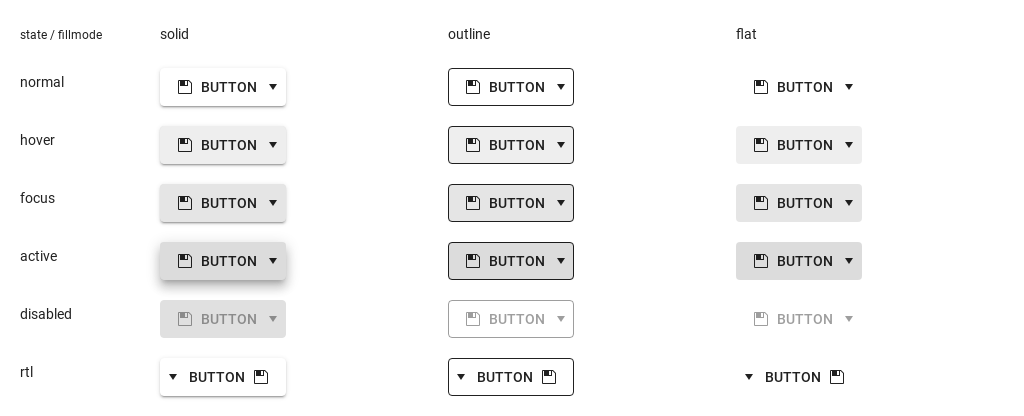 state / fillmode solid outline flat
normal BUTTON BUTTON BUTTON
hover BUTTON BUTTON BUTTON
focus BUTTON BUTTON BUTTON
active BUTTON BUTTON BUTTON
disabled BUTTON BUTTON BUTTON
rtl BUTTON BUTTON BUTTON